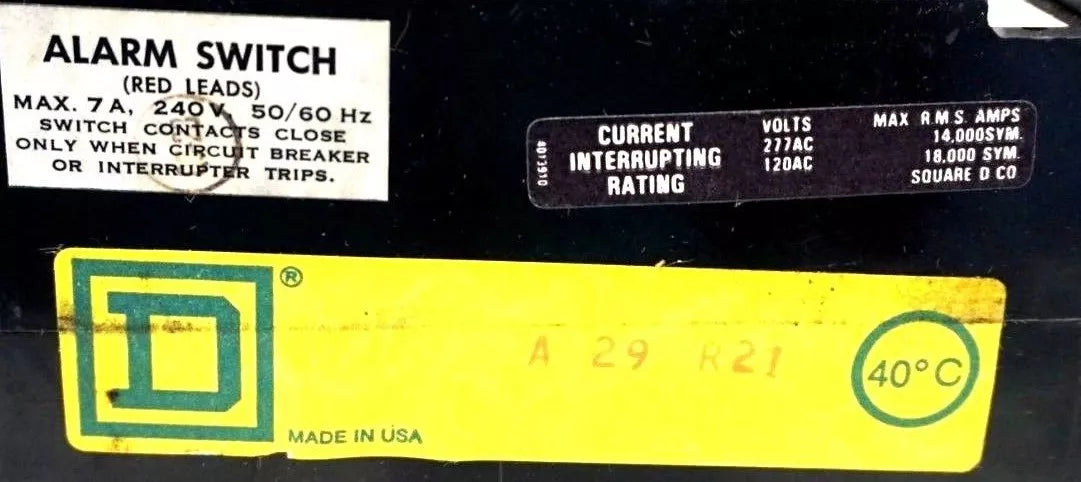 ALARM SWITCH
(RED LEADS)
MAX. 7 A, 240V, 50/60 Hz
SWITCH CONTACTS CLOSE
ONLY WHEN CIRCUIT BREAKER
OR INTERRUPTER TRIPS.
4073910
CURRENT
INTERRUPTING
RATING
VOLTS
277AC
120AC
MAX R.M.S. AMPS
14,000SYM.
18.000 SYM.
SQUARE D CO
D ®
A 29 R21
40°C
MADE IN USA